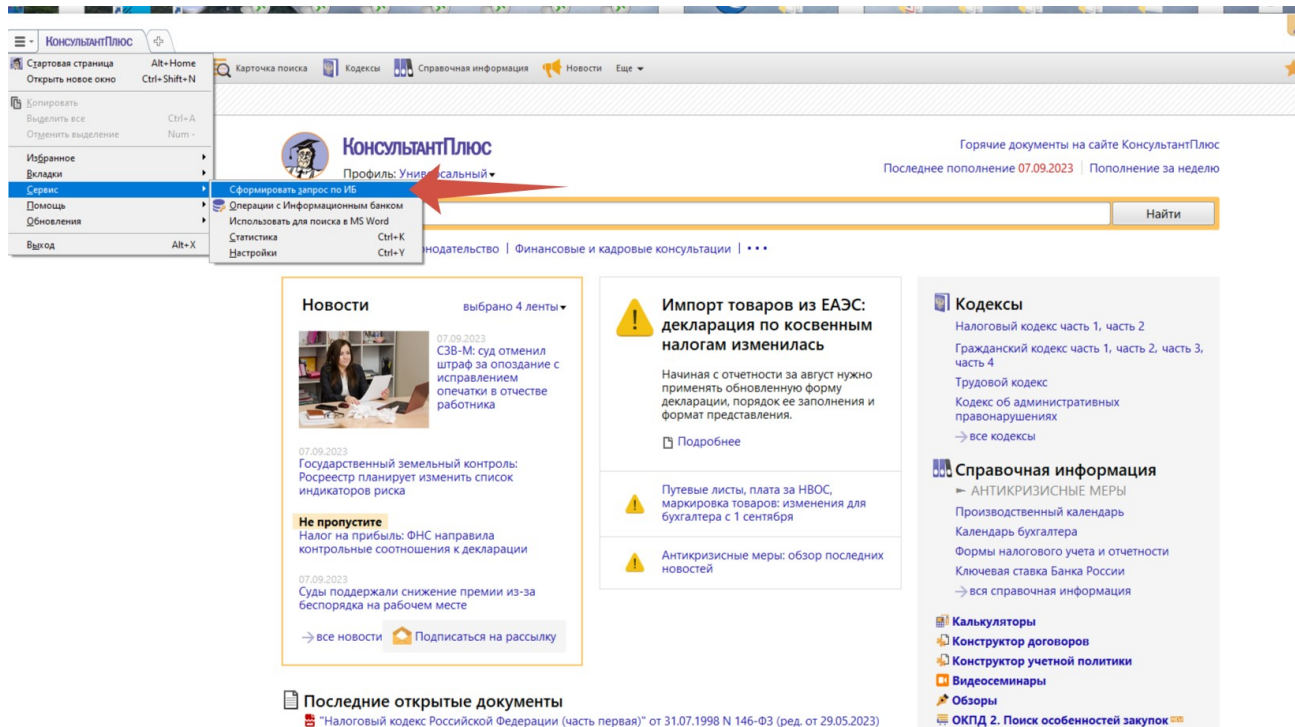 КонсультантПлюс
Стартовая страница Alt+Home
Открыть новое окно Ctrl+Shift+N
Копировать
Выделить все Ctrl+A
Отменить выделение Num -
Избранное
Вкладки
Сервис
Помощь
Обновления
Выход Alt+X
Сформировать запрос по ИБ
Операции с Информационным банком
Использовать для поиска в MS Word
Статистика Ctrl+K
Настройки Ctrl+Y
Карточка поиска Кодексы Справочная информация Новости Еще
КонсультантПлюс
Профиль: Универсальный
Горячие документы на сайте КонсультантПлюс
Последнее пополнение 07.09.2023 Пополнение за неделю
Найти
Финансовые и кадровые консультации
Новости выбрано 4 ленты
07.09.2023
СЗВ-М: суд отменил
штраф за опоздание с
исправлением
опечатки в отчестве
работника
07.09.2023
Государственный земельный контроль:
Росреестр планирует изменить список
индикаторов риска
Не пропустите
Налог на прибыль: ФНС направила
контрольные соотношения к декларации
07.09.2023
Суды поддержали снижение премии из-за
беспорядка на рабочем месте
все новости Подписаться на рассылку
Импорт товаров из ЕАЭС:
декларация по косвенным
налогам изменилась
Начиная с отчетности за август нужно
применять обновленную форму
декларации, порядок ее заполнения и
формат представления.
Подробнее
Путевые листы, плата за НВОС,
маркировка товаров: изменения для
бухгалтера с 1 сентября
Антикризисные меры: обзор последних
новостей
Кодексы
Налоговый кодекс часть 1, часть 2
Гражданский кодекс часть 1, часть 2, часть 3,
часть 4
Трудовой кодекс
Кодекс об административных
правонарушениях
все кодексы
Справочная информация
АНТИКРИЗИСНЫЕ МЕРЫ
Производственный календарь
Календарь бухгалтера
Формы налогового учета и отчетности
Ключевая ставка Банка России
вся справочная информация
Калькуляторы
Конструктор договоров
Конструктор учетной политики
Видеосеминары
Обзоры
ОКПД 2. Поиск особенностей закупок
Последние открытые документы
"Налоговый кодекс Российской Федерации (часть первая)" от 31.07.1998 N 146-ФЗ (ред. от 29.05.2023)